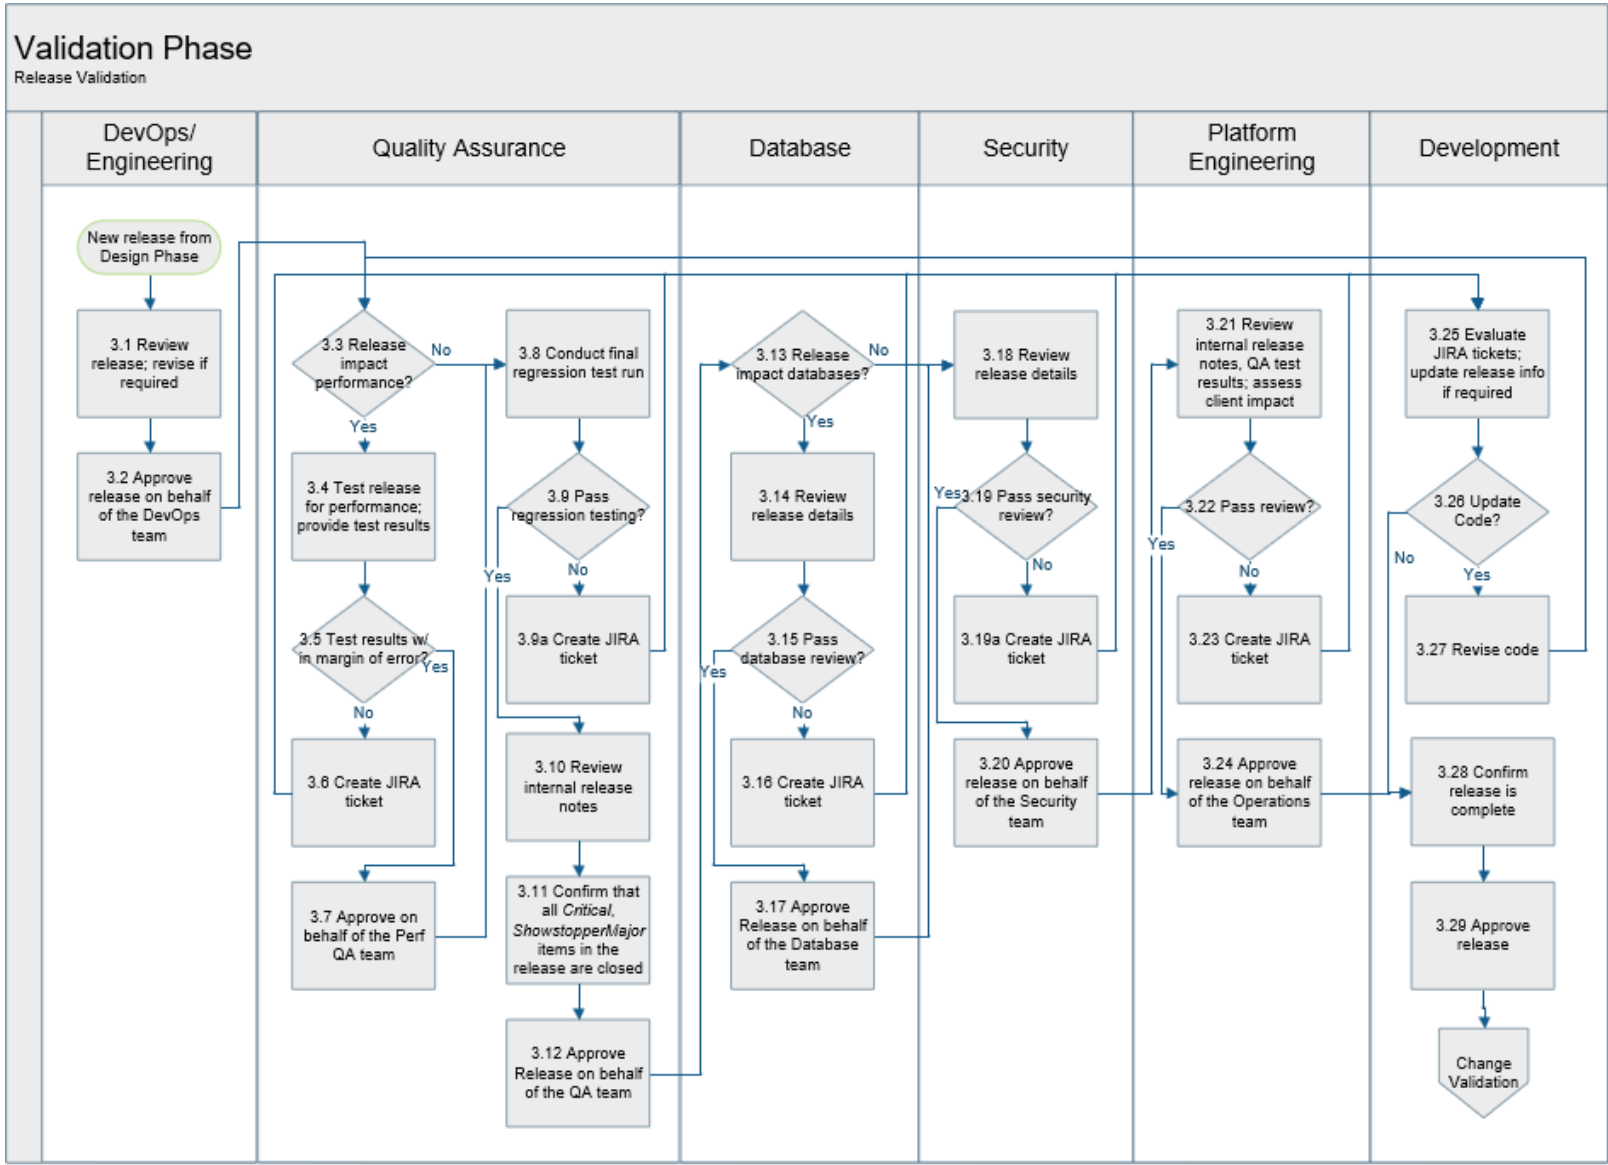 Validation Phase
Release Validation
DevOps/
Engineering
Quality Assurance
Database
Security
Platform
Engineering
Development
New release from
Design Phase
3.1 Review
release; revise if
required
3.2 Approve
release on behalf
of the DevOps
team
3.3 Release
impact
performance?
No
Yes
3.4 Test release
for performance;
provide test results
3.5 Test results w/
in margin of error?
Yes
No
3.6 Create JIRA
ticket
3.7 Approve on
behalf of the Perf
QA team
3.8 Conduct final
regression test run
3.9 Pass
regression testing?
Yes
No
3.9a Create JIRA
ticket
3.10 Review
internal release
notes
3.11 Confirm that
all Critical,
ShowstopperMajor
items in the
release are closed
3.12 Approve
Release on behalf
of the QA team
3.13 Release
impact databases?
No
Yes
3.14 Review
release details
3.15 Pass
database review?
Yes
No
3.16 Create JIRA
ticket
3.17 Approve
Release on behalf
of the Database
team
3.18 Review
release details
3.19 Pass security
review?
Yes
No
3.19a Create JIRA
ticket
3.20 Approve
release on behalf
of the Security
team
3.21 Review
internal release
notes, QA test
results; assess
client impact
3.22 Pass review?
Yes
No
3.23 Create JIRA
ticket
3.24 Approve
release on behalf
of the Operations
team
3.25 Evaluate
JIRA tickets;
update release info
if required
3.26 Update
Code?
No
Yes
3.27 Revise code
3.28 Confirm
release is
complete
3.29 Approve
release
Change
Validation